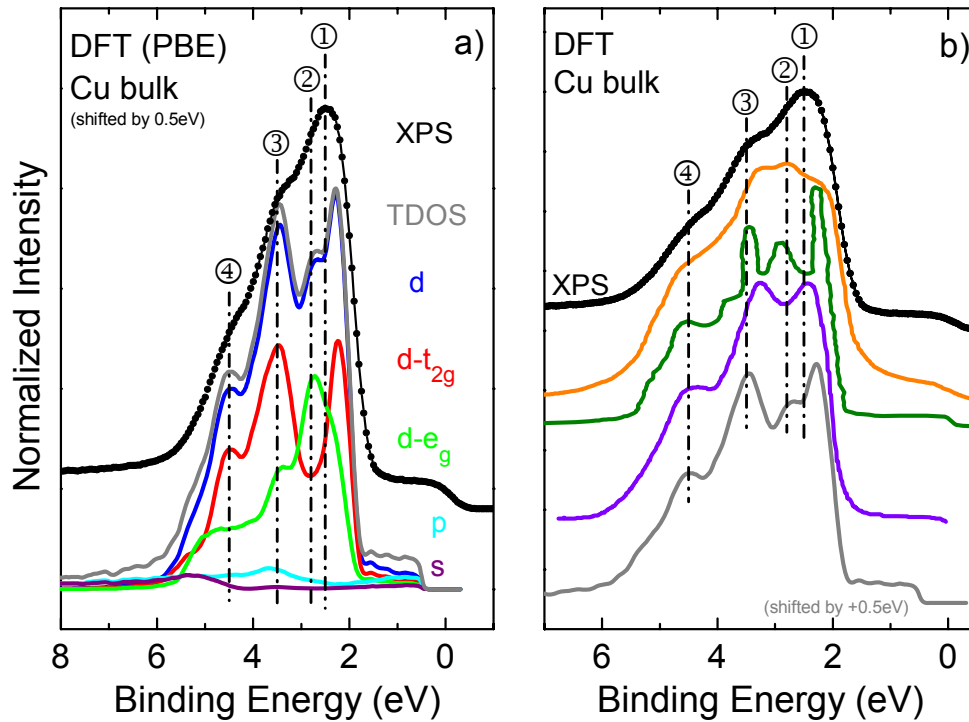 DFT (PBE)
Cu bulk
(shifted by 0.5eV)
a)
①
②
③
④
XPS
TDOS
d
d-t₂g
d-eg
p
s
Normalized Intensity
8 6 4 2
Binding Energy (eV)
DFT
Cu bulk
b)
①
②
③
④
XPS
(shifted by +0.5eV)
6 4 2 0
Binding Energy (eV)